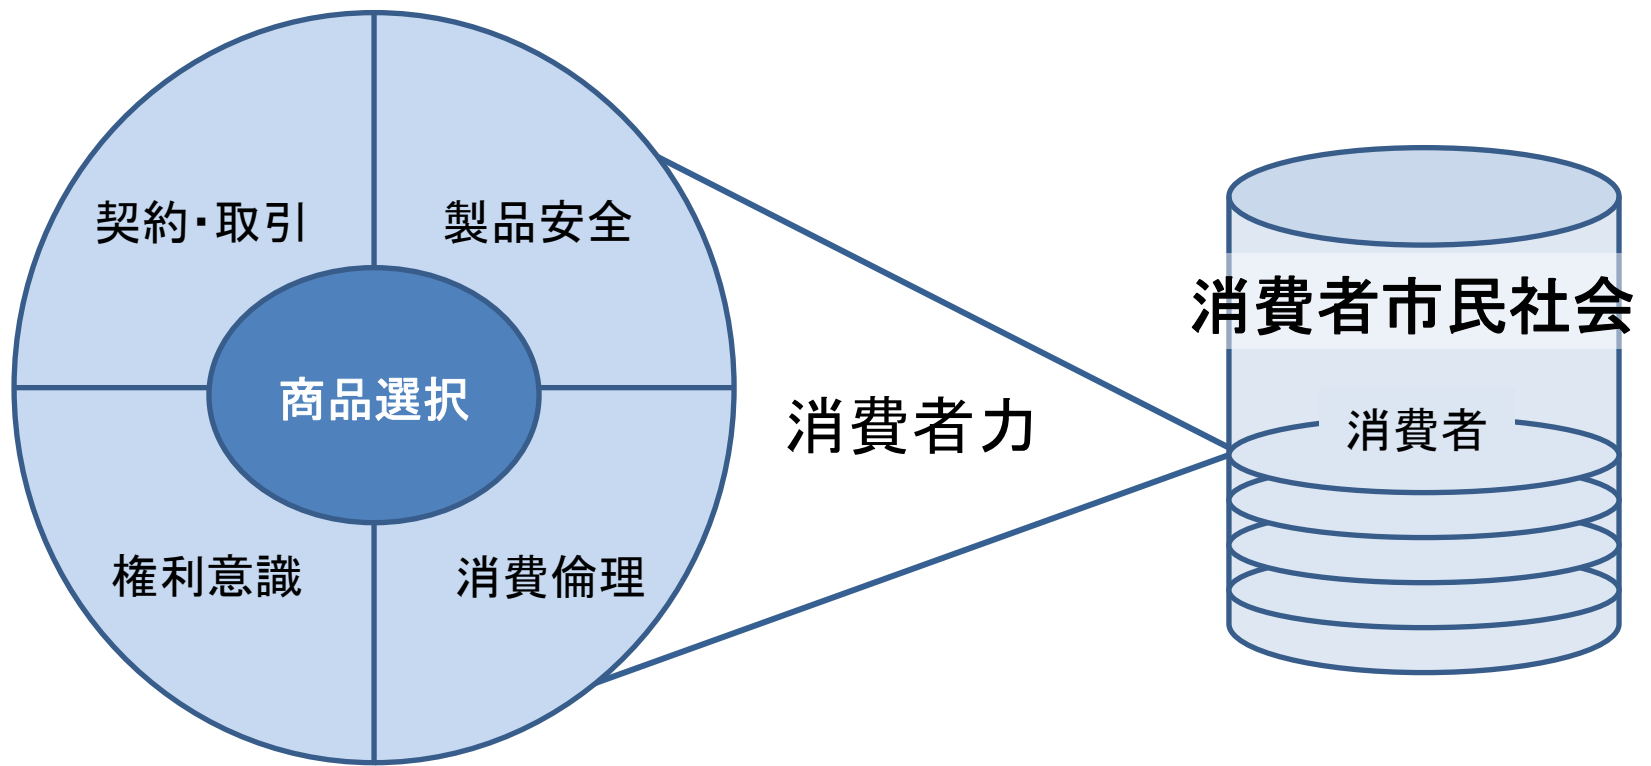 契約・取引
製品安全
商品選択
権利意識
消費倫理
消費者力
消費者市民社会
消費者